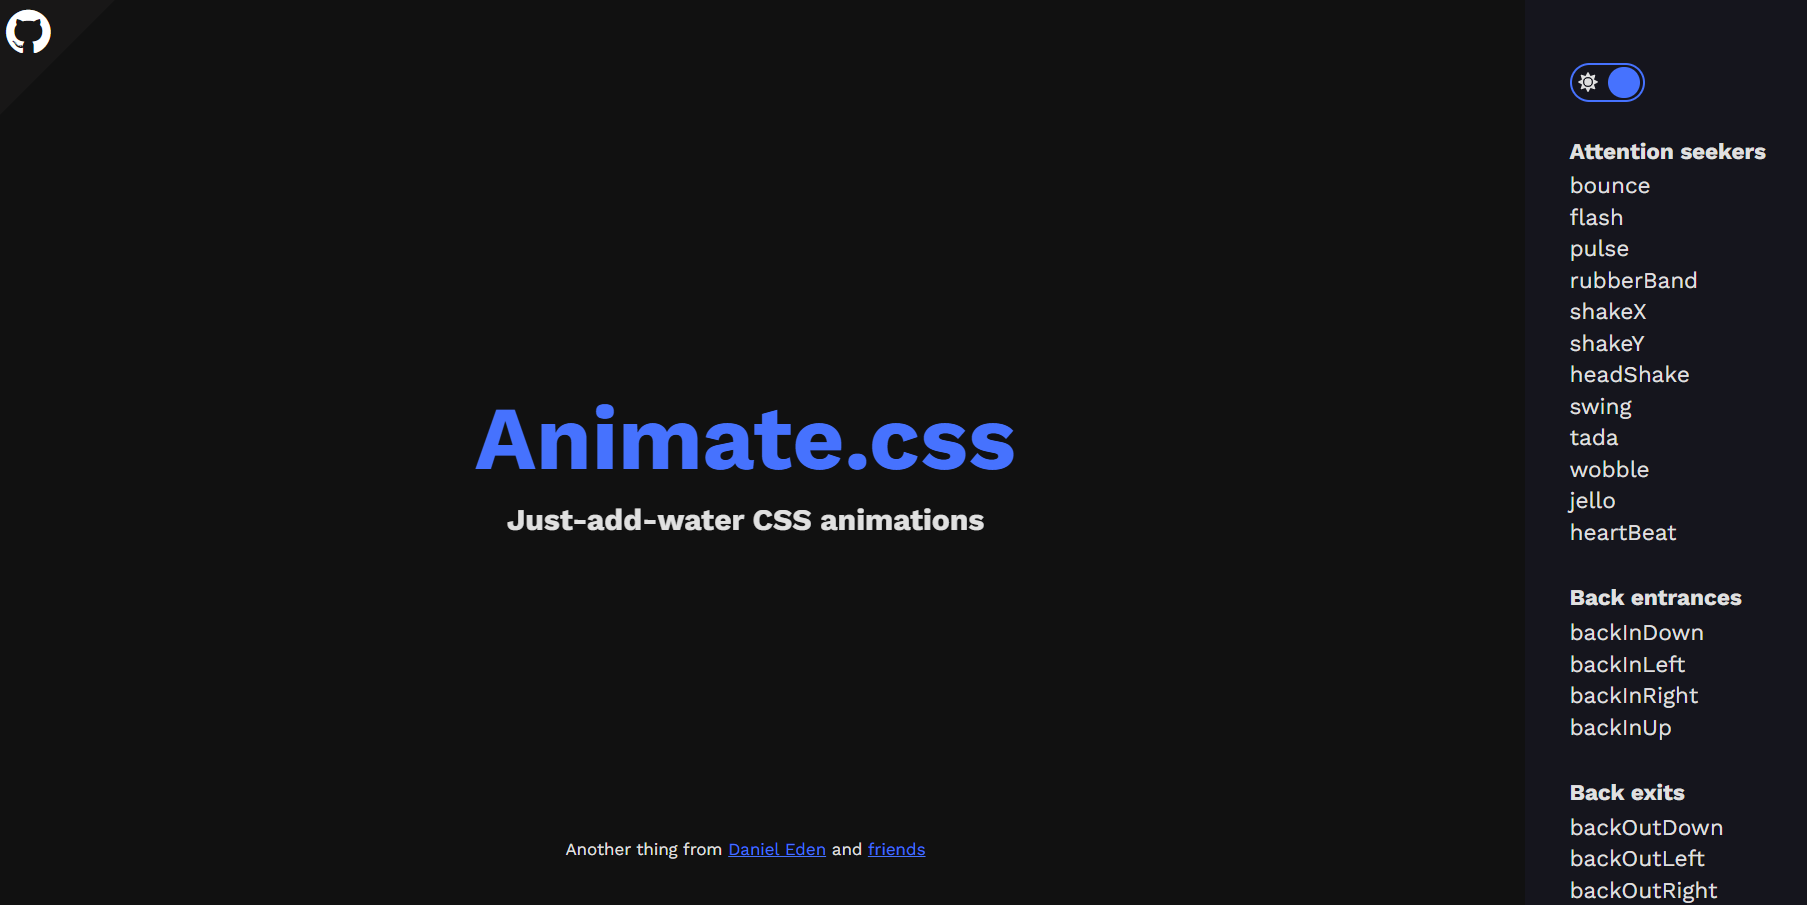 Animate.css
Just-add-water CSS animations
Another thing from Daniel Eden and friends
Attention seekers
bounce
flash
pulse
rubberBand
shakeX
shakeY
headShake
swing
tada
wobble
jello
heartBeat
Back entrances
backInDown
backInLeft
backInRight
backInUp
Back exits
backOutDown
backOutLeft
backOutRight